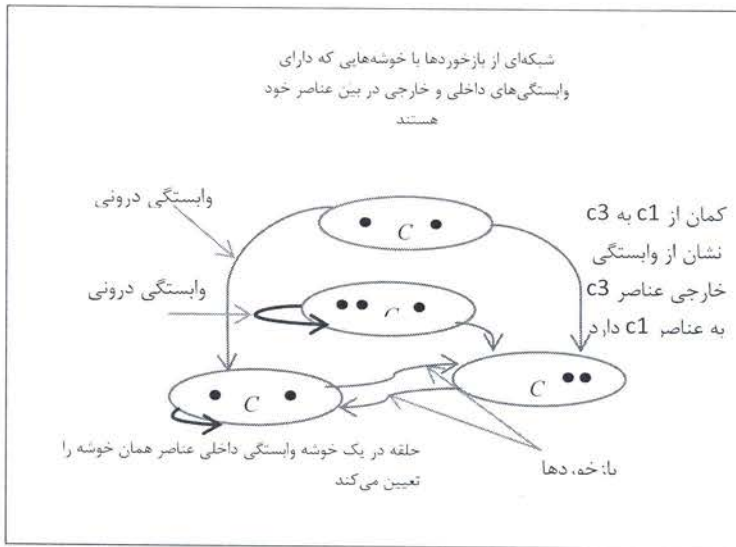 شبکه‌ای از بازخوردها با خوشه‌هایی که دارای
وابستگی‌های داخلی و خارجی در بین عناصر خود
هستند
وابستگی درونی
کمان از c1 به c3
نشان از وابستگی
خارجی عناصر c3
به عناصر c1 دارد
C
وابستگی درونی
C
C
C
حلقه در یک خوشه وابستگی داخلی عناصر همان خوشه را
تعیین می‌کند
بازخوردها